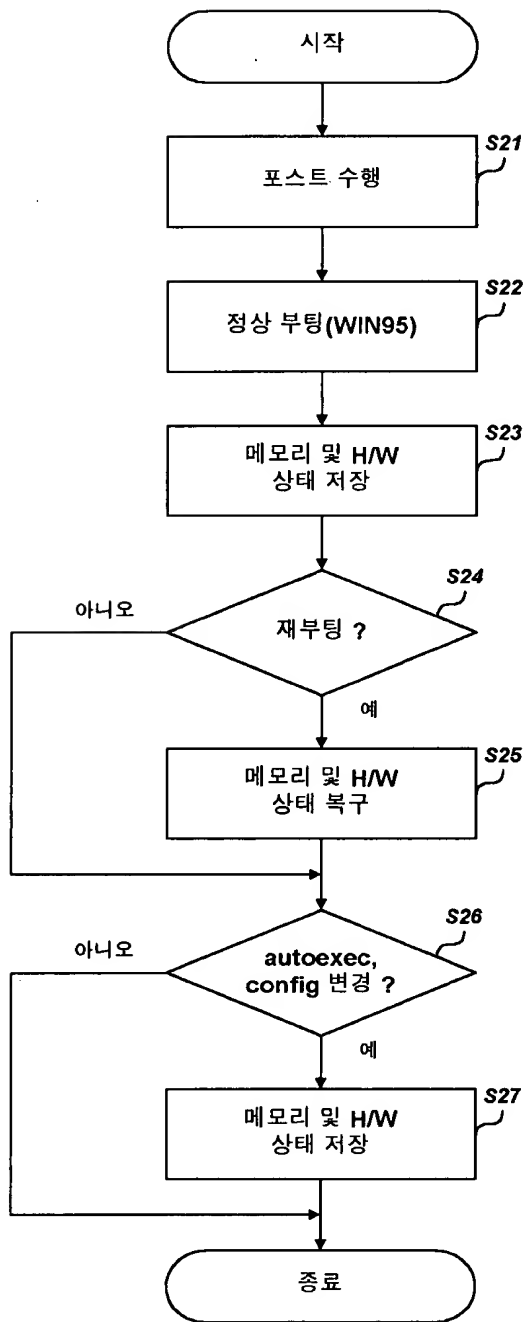 시작
S21
포스트 수행
S22
정상 부팅(WIN95)
S23
메모리 및 H/W
상태 저장
S24
아니오
재부팅 ?
예
S25
메모리 및 H/W
상태 복구
S26
아니오
autoexec,
config 변경 ?
예
S27
메모리 및 H/W
상태 저장
종료